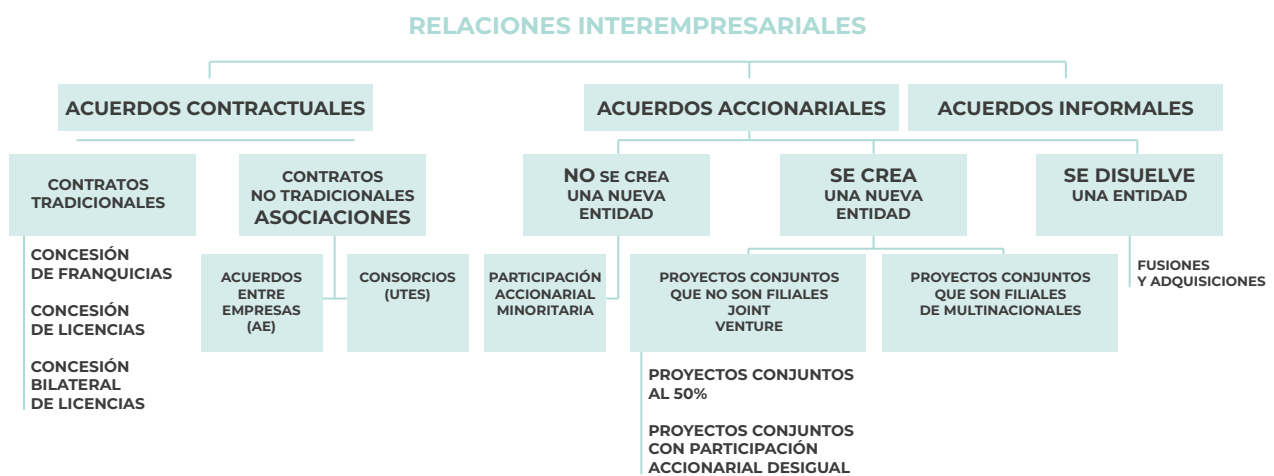 RELACIONES INTEREMPRESARIALES
ACUERDOS CONTRACTUALES
ACUERDOS ACCIONARIALES
ACUERDOS INFORMALES
CONTRATOS
TRADICIONALES
CONTRATOS
NO TRADICIONALES
ASOCIACIONES
NO SE CREA
UNA NUEVA
ENTIDAD
SE CREA
UNA NUEVA
ENTIDAD
SE DISUELVE
UNA ENTIDAD
CONCESIÓN
DE FRANQUICIAS
CONCESIÓN
DE LICENCIAS
CONCESIÓN
BILATERAL
DE LICENCIAS
ACUERDOS
ENTRE
EMPRESAS
(AE)
CONSORCIOS
(UTES)
PARTICIPACIÓN
ACCIONARIAL
MINORITARIA
PROYECTOS CONJUNTOS
QUE NO SON FILIALES
JOINT
VENTURE
PROYECTOS CONJUNTOS
QUE SON FILIALES
DE MULTINACIONALES
FUSIONES
Y ADQUISICIONES
PROYECTOS CONJUNTOS
AL 50%
PROYECTOS CONJUNTOS
CON PARTICIPACIÓN
ACCIONARIAL DESIGUAL